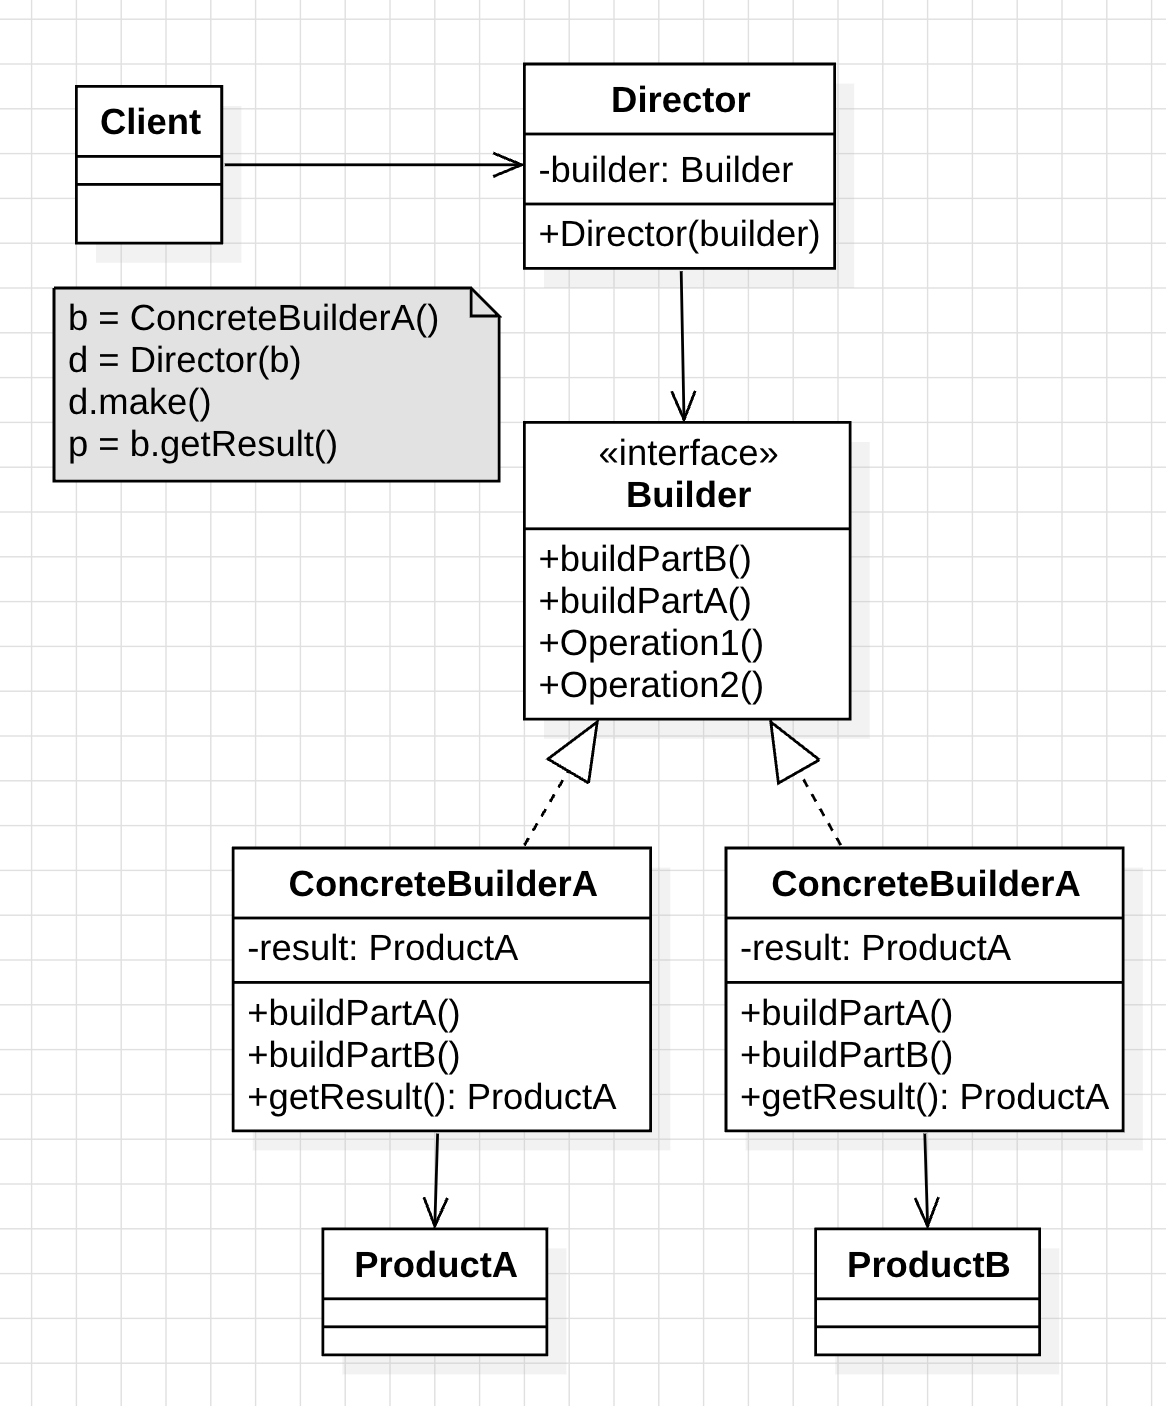 Client
Director
-builder: Builder
+Director(builder)
b = ConcreteBuilderA()
d = Director(b)
d.make()
p = b.getResult()
«interface»
Builder
+buildPartB()
+buildPartA()
+Operation1()
+Operation2()
ConcreteBuilderA
-result: ProductA
+buildPartA()
+buildPartB()
+getResult(): ProductA
ConcreteBuilderA
-result: ProductA
+buildPartA()
+buildPartB()
+getResult(): ProductA
ProductA
ProductB